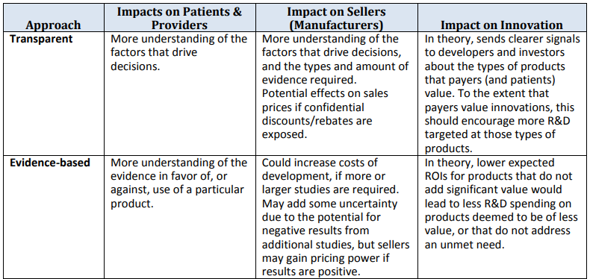 Approach
Impacts on Patients &
Providers
Impact on Sellers
(Manufacturers)
Impact on Innovation
Transparent
More understanding of the
factors that drive
decisions.
More understanding of the
factors that drive decisions,
and the types and amount of
evidence required.
Potential effects on sales
prices if confidential
discounts/rebates are
exposed.
In theory, sends clearer signals
to developers and investors
about the types of products
that payers (and patients)
value. To the extent that
payers value innovations, this
should encourage more R&D
targeted at those types of
products.
Evidence-based
More understanding of the
evidence in favor of, or
against, use of a particular
product.
Could increase costs of
development, if more or
larger studies are required.
May add some uncertainty
due to the potential for
negative results from
additional studies, but sellers
may gain pricing power if
results are positive.
In theory, lower expected
ROIs for products that do not
add significant value would
lead to less R&D spending on
products deemed to be of less
value, or that do not address
an unmet need.